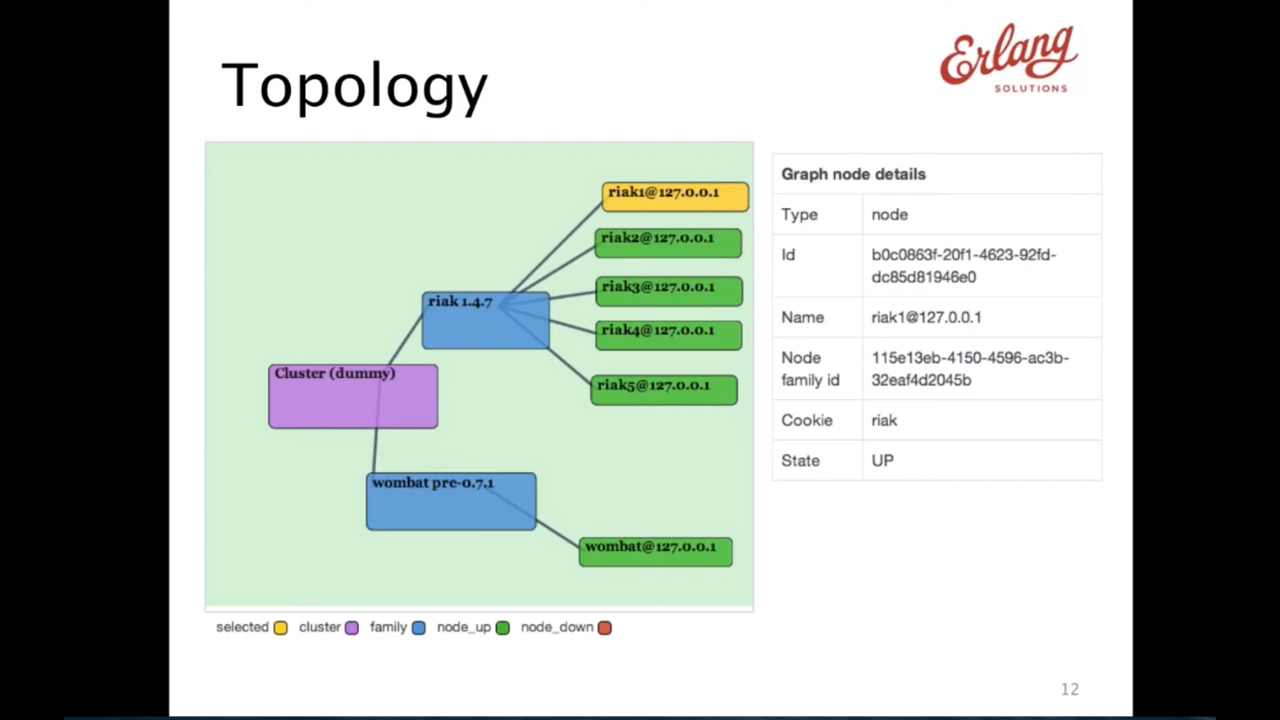 Topology
Erlang
SOLUTIONS
riak1@127.0.0.1
riak2@127.0.0.1
riak3@127.0.0.1
riak 1.4.7
riak4@127.0.0.1
Cluster (dummy)
riak5@127.0.0.1
wombat pre-0.7.1
wombat@127.0.0.1
selected cluster family node_up node_down
Graph node details
Type node
Id b0c0863f-20f1-4623-92fd-
dc85d81946e0
Name riak1@127.0.0.1
Node 115e13eb-4150-4596-ac3b-
family id 32eaf4d2045b
Cookie riak
State UP
12